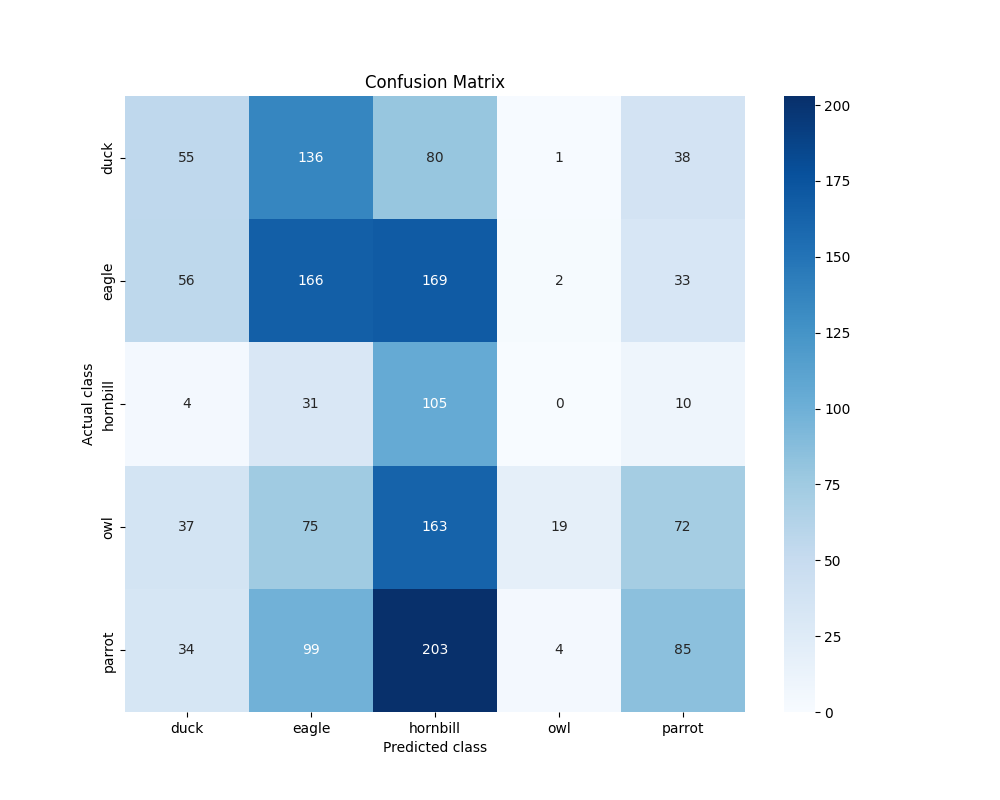 Confusion Matrix
Actual class
duck 55 136 80 1 38
eagle 56 166 169 2 33
hornbill 4 31 105 0 10
owl 37 75 163 19 72
parrot 34 99 203 4 85
duck eagle hornbill owl parrot
Predicted class
200
175
150
125
100
75
50
25
0